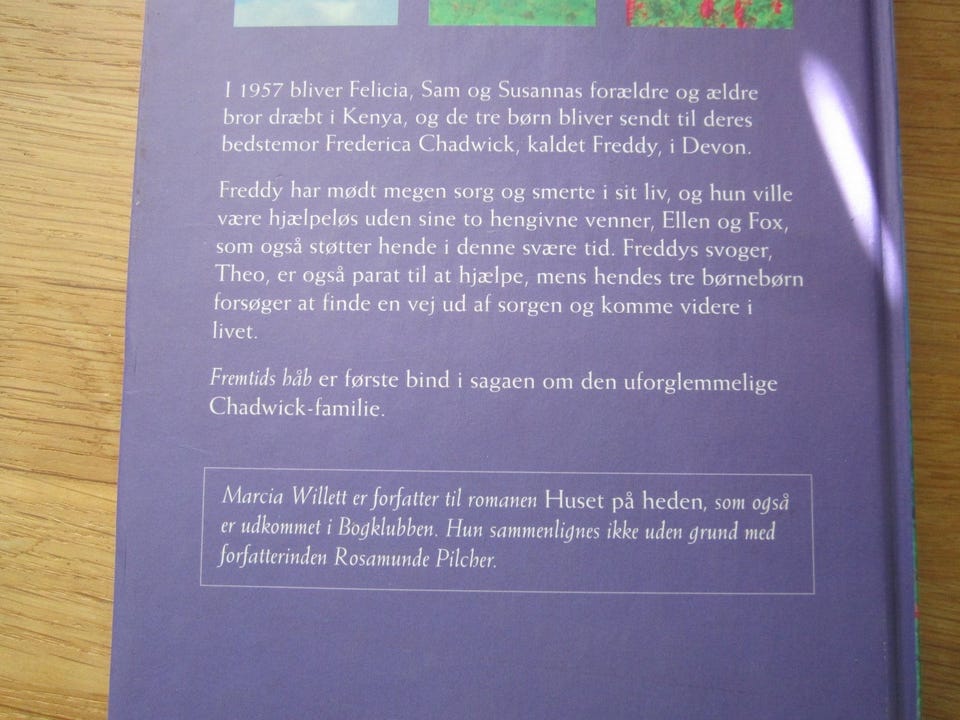 I 1957 bliver Felicia, Sam og Susannas forældre og ældre
bror dræbt i Kenya, og de tre børn bliver sendt til deres
bedstemor Frederica Chadwick, kaldet Freddy, i Devon.
Freddy har mødt megen sorg og smerte i sit liv, og hun ville
være hjælpeløs uden sine to hengivne venner, Ellen og Fox,
som også støtter hende i denne svære tid. Freddys svoger,
Theo, er også parat til at hjælpe, mens hendes tre børnebørn
forsøger at finde en vej ud af sorgen og komme videre i
livet.
Fremtids håb er første bind i sagaen om den uforglemmelige
Chadwick-familie.
Marcia Willett er forfatter til romanen Huset på heden, som også
er udkommet i Bogklubben. Hun sammenlignes ikke uden grund med
forfatterinden Rosamunde Pilcher.